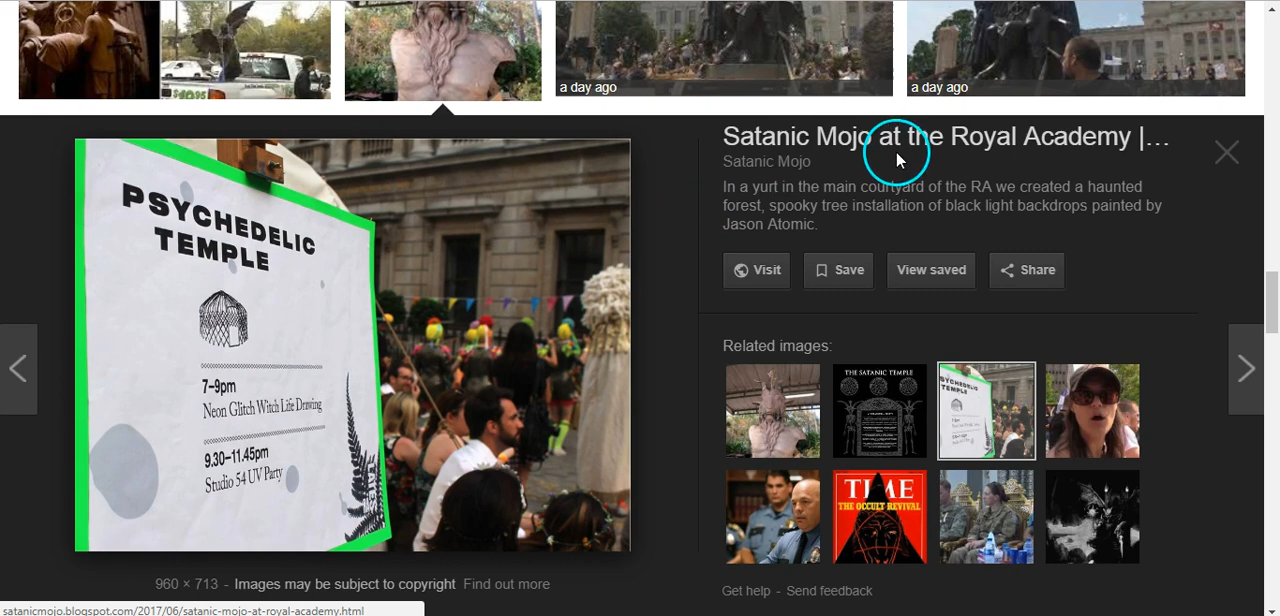 $1095
a day ago
a day ago
PSYCHEDELIC
TEMPLE
7–9pm
Neon Glitch Witch Life Drawing
9.30–11.45pm
Studio 54 UV Party
960 × 713 - Images may be subject to copyright Find out more
Satanic Mojo at the Royal Academy |...
Satanic Mojo
In a yurt in the main courtyard of the RA we created a haunted
forest, spooky tree installation of black light backdrops painted by
Jason Atomic.
Visit
Save
View saved
Share
Related images:
THE SATANIC TEMPLE
PSYCHEDELIC
TEMPLE
TIME
THE OCCULT REVIVAL
Get help - Send feedback
satanicmojo.blogspot.com/2017/06/satanic-mojo-at-royal-academy.html